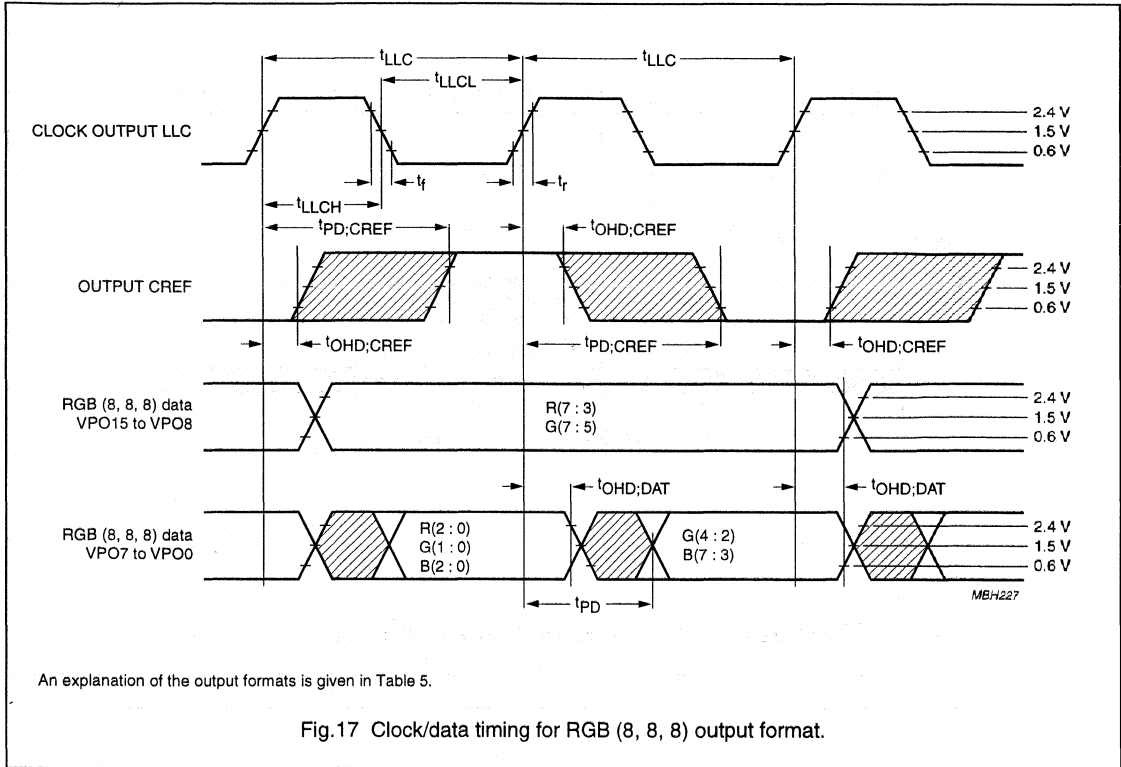 tLLC
tLLC
tLLCL
CLOCK OUTPUT LLC
2.4 V
1.5 V
0.6 V
tf
tr
tLLCH
tPD;CREF
tOHD;CREF
OUTPUT CREF
2.4 V
1.5 V
0.6 V
tOHD;CREF
tPD;CREF
tOHD;CREF
RGB (8, 8, 8) data
VPO15 to VPO8
R(7 : 3)
G(7 : 5)
2.4 V
1.5 V
0.6 V
tOHD;DAT
tOHD;DAT
RGB (8, 8, 8) data
VPO7 to VPO0
R(2 : 0)
G(1 : 0)
B(2 : 0)
G(4 : 2)
B(7 : 3)
2.4 V
1.5 V
0.6 V
MBH227
tPD
An explanation of the output formats is given in Table 5.
Fig.17 Clock/data timing for RGB (8, 8, 8) output format.